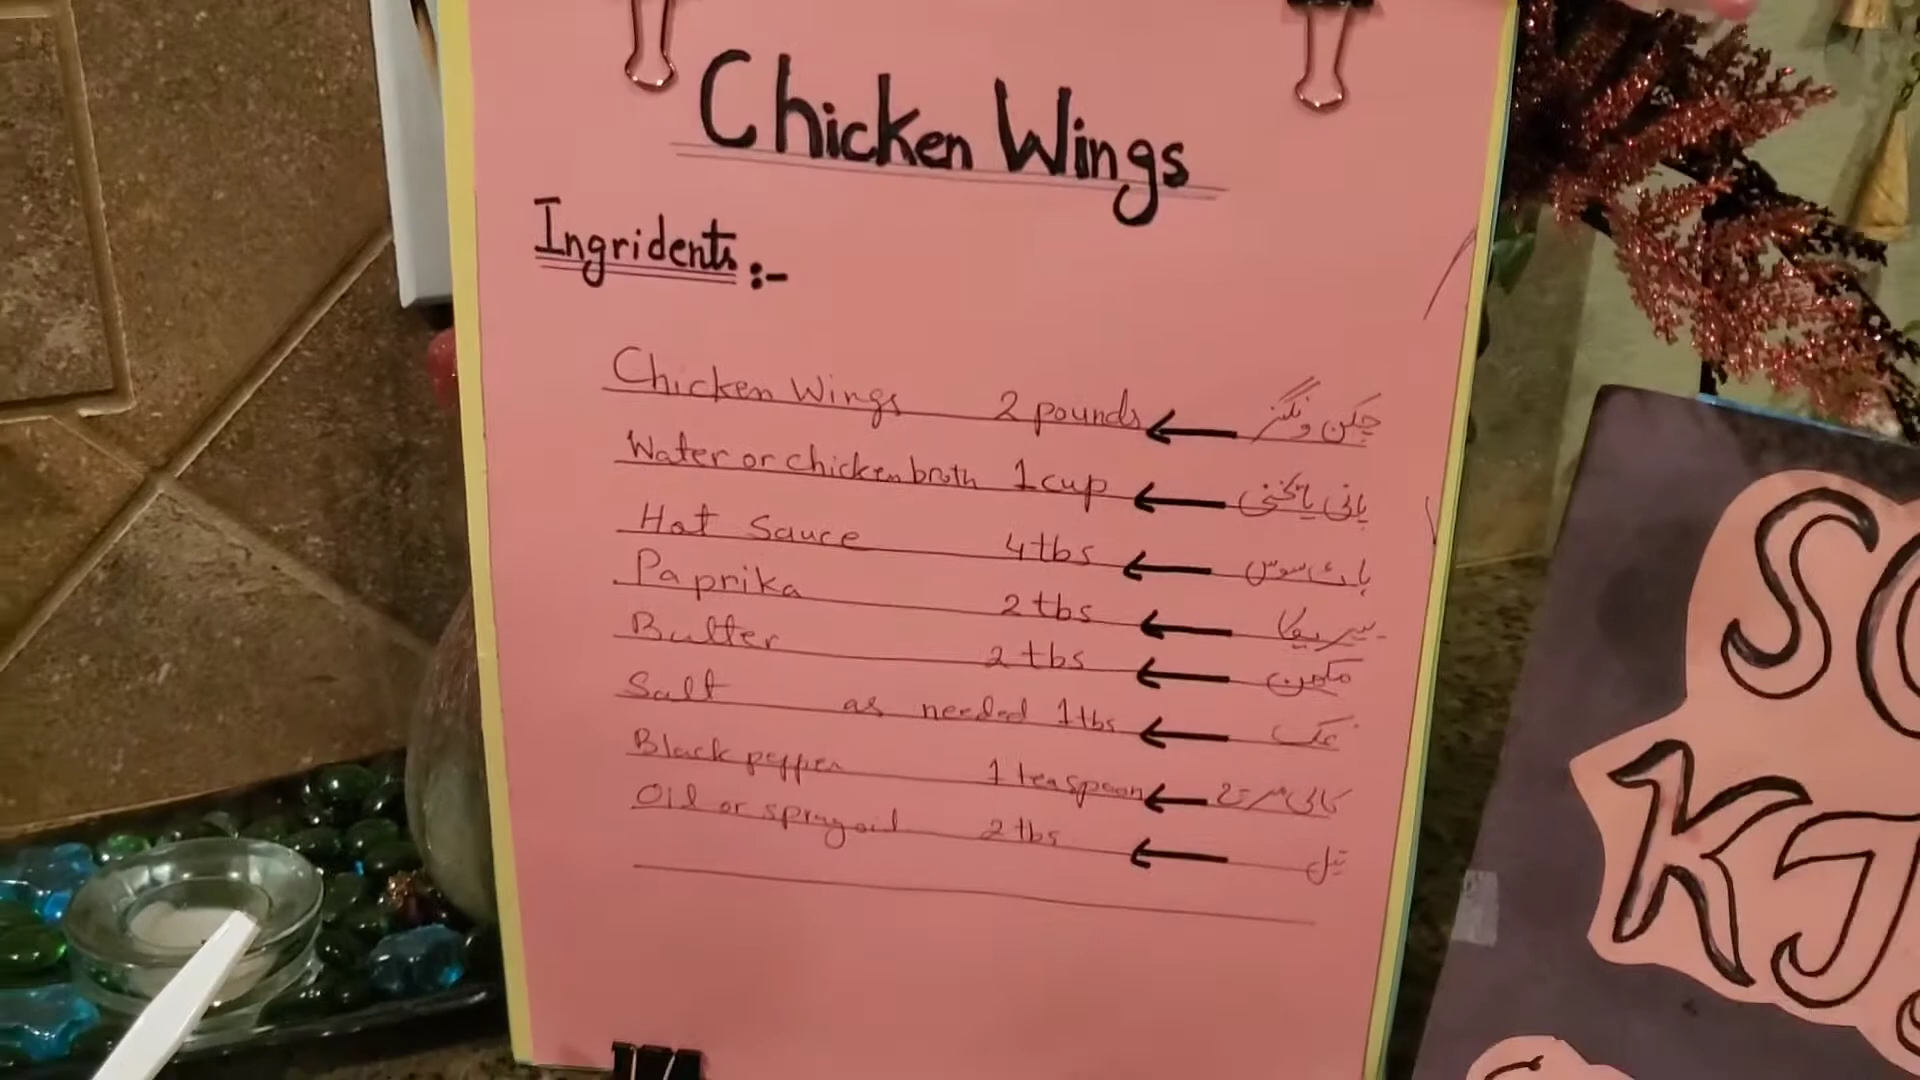 Chicken Wings
Ingridents :-
Chicken Wings 2 pounds ← چکن ونگز
Water or chicken broth 1 cup ← پانی یا یخنی
Hot Sauce 4 tbs ← ہاٹ سوس
Paprika 2 tbs ← پیپریکا
Butter 2 tbs ← مکھن
Salt as needed 1 tbs ← نمک
Black pepper 1 teaspoon ← کالی مرچ
Oil or spray oil 2 tbs ← تیل